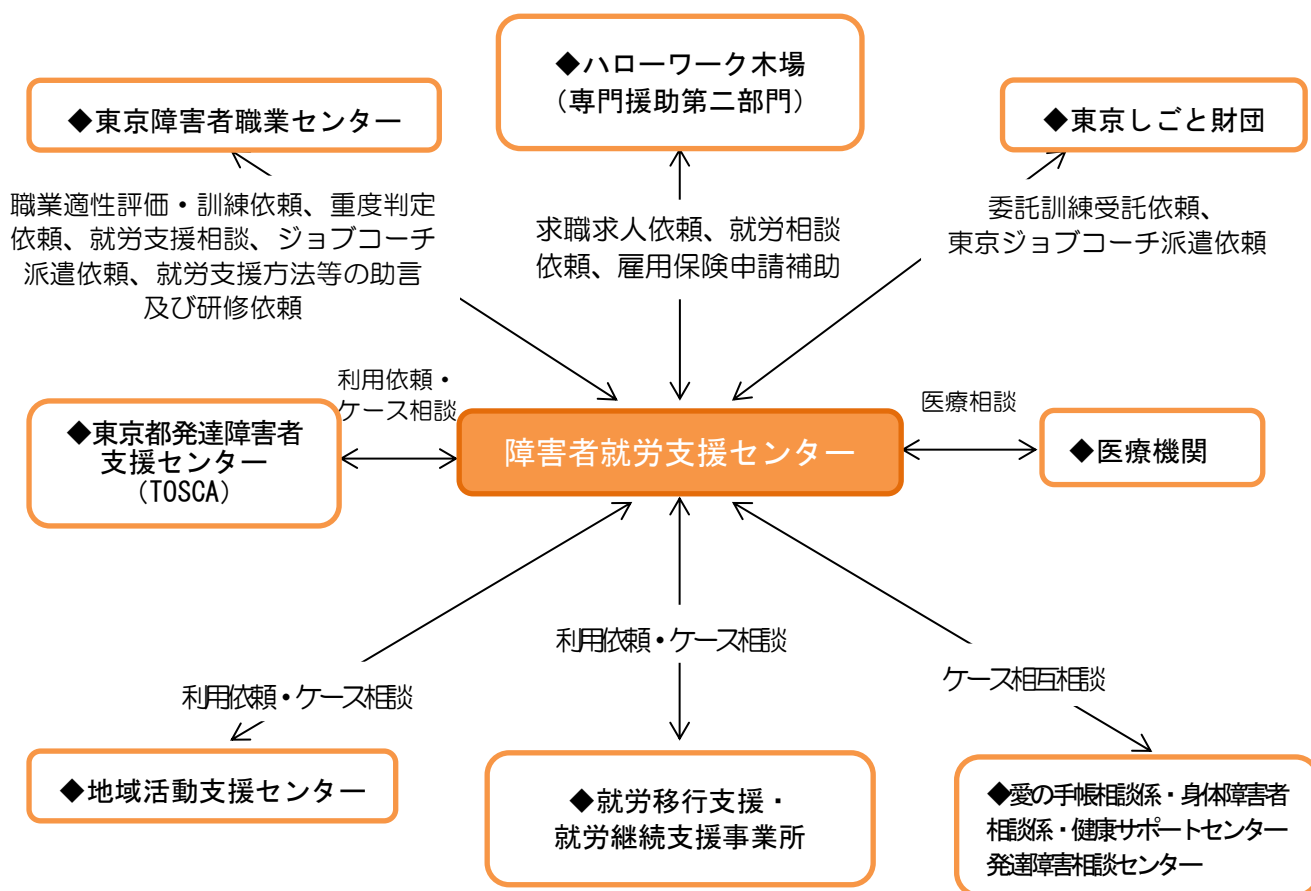 ◆ハローワーク木場
（専門援助第二部門）
◆東京障害者職業センター
◆東京しごと財団
職業適性評価・訓練依頼、重度判定
依頼、就労支援相談、ジョブコーチ
派遣依頼、就労支援方法等の助言
及び研修依頼
求職求人依頼、就労相談
依頼、雇用保険申請補助
委託訓練受託依頼、
東京ジョブコーチ派遣依頼
利用依頼・
ケース相談
医療相談
◆東京都発達障害者
支援センター
（TOSCA）
障害者就労支援センター
◆医療機関
利用依頼・ケース相談
利用依頼・ケース相談
ケース相互相談
◆地域活動支援センター
◆就労移行支援・
就労継続支援事業所
◆愛の手帳相談係・身体障害者
相談係・健康サポートセンター
発達障害相談センター